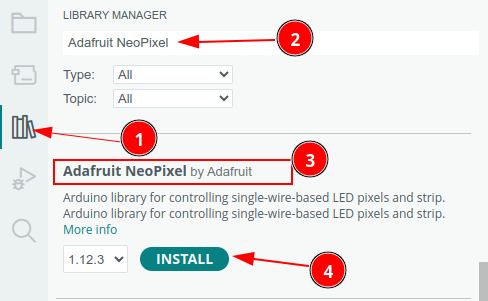 LIBRARY MANAGER
Adafruit NeoPixel
2
Type: All
Topic: All
1
3
Adafruit NeoPixel by Adafruit
Arduino library for controlling single-wire-based LED pixels and strip.
Arduino library for controlling single-wire-based LED pixels and strip.
More info
1.12.3 INSTALL
4